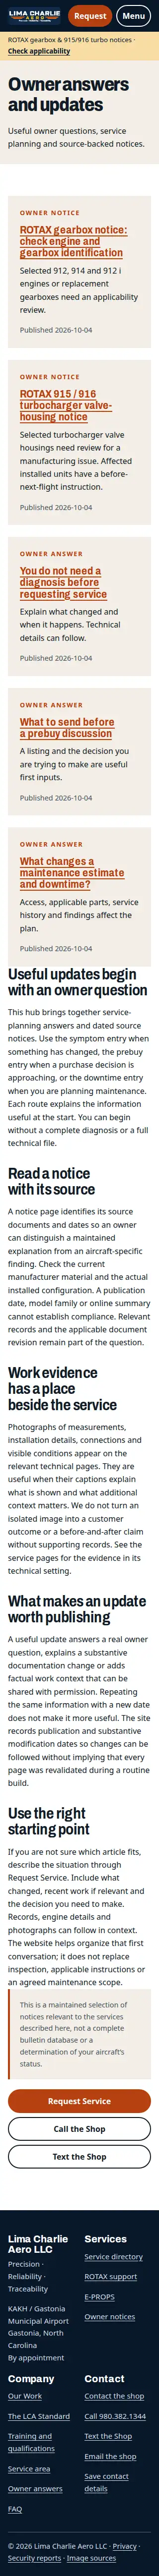 LIMA CHARLIE
AERO
Request
Menu
ROTAX gearbox & 915/916 turbo notices ·
Check applicability
Owner answers
and updates
Useful owner questions, service
planning and source-backed notices.
OWNER NOTICE
ROTAX gearbox notice:
check engine and
gearbox identification
Selected 912, 914 and 912 i
engines or replacement
gearboxes need an applicability
review.
Published 2026-10-04
OWNER NOTICE
ROTAX 915 / 916
turbocharger valve-
housing notice
Selected turbocharger valve
housings need review for a
manufacturing issue. Affected
installed units have a before-
next-flight instruction.
Published 2026-10-04
OWNER ANSWER
You do not need a
diagnosis before
requesting service
Explain what changed and
when it happens. Technical
details can follow.
Published 2026-10-04
OWNER ANSWER
What to send before
a prebuy discussion
A listing and the decision you
are trying to make are useful
first inputs.
Published 2026-10-04
OWNER ANSWER
What changes a
maintenance estimate
and downtime?
Access, applicable parts, service
history and findings affect the
plan.
Published 2026-10-04
Useful updates begin
with an owner question
This hub brings together service-
planning answers and dated source
notices. Use the symptom entry when
something has changed, the prebuy
entry when a purchase decision is
approaching, or the downtime entry
when you are planning maintenance.
Each route explains the information
useful at the start. You can begin
without a complete diagnosis or a full
technical file.
Read a notice
with its source
A notice page identifies its source
documents and dates so an owner
can distinguish a maintained
explanation from an aircraft-specific
finding. Check the current
manufacturer material and the actual
installed configuration. A publication
date, model family or online summary
cannot establish compliance. Relevant
records and the applicable document
revision remain part of the question.
Work evidence
has a place
beside the service
Photographs of measurements,
installation details, connections and
visible conditions appear on the
relevant technical pages. They are
useful when their captions explain
what is shown and what additional
context matters. We do not turn an
isolated image into a customer
outcome or a before-and-after claim
without supporting records. See the
service pages for the evidence in its
technical setting.
What makes an update
worth publishing
A useful update answers a real owner
question, explains a substantive
documentation change or adds
factual work context that can be
shared with permission. Repeating
the same information with a new date
does not make it more useful. The site
records publication and substantive
modification dates so changes can be
followed without implying that every
page was revalidated during a routine
build.
Use the right
starting point
If you are not sure which article fits,
describe the situation through
Request Service. Include what
changed, recent work if relevant and
the decision you need to make.
Records, engine details and
photographs can follow in context.
The website helps organize that first
conversation; it does not replace
inspection, applicable instructions or
an agreed maintenance scope.
This is a maintained selection of
notices relevant to the services
described here, not a complete
bulletin database or a
determination of your aircraft's
status.
Request Service
Call the Shop
Text the Shop
Lima Charlie
Aero LLC
Precision ·
Reliability ·
Traceability
KAKH / Gastonia
Municipal Airport
Gastonia, North
Carolina
By appointment
Services
Service directory
ROTAX support
E-PROPS
Owner notices
Company
Our Work
The LCA Standard
Training and
qualifications
Service area
Owner answers
FAQ
Contact
Contact the shop
Call 980.382.1344
Text the Shop
Email the shop
Save contact
details
© 2026 Lima Charlie Aero LLC · Privacy ·
Security reports · Image sources